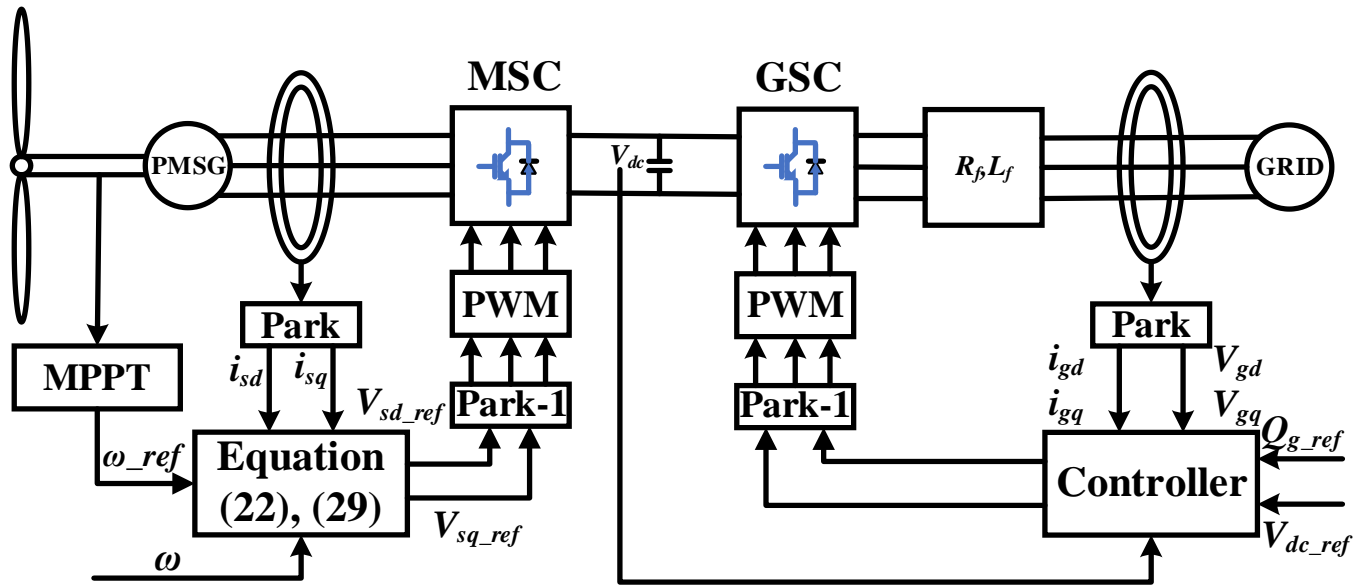 MSC
GSC
PMSG
V_dc
R_f,L_f
GRID
PWM
PWM
Park
Park
MPPT
i_sd
i_sq
V_sd_ref
Park-1
Park-1
i_gd
i_gq
V_gd
V_gq
Q_g_ref
ω_ref
Equation
(22), (29)
Controller
V_sq_ref
V_dc_ref
ω